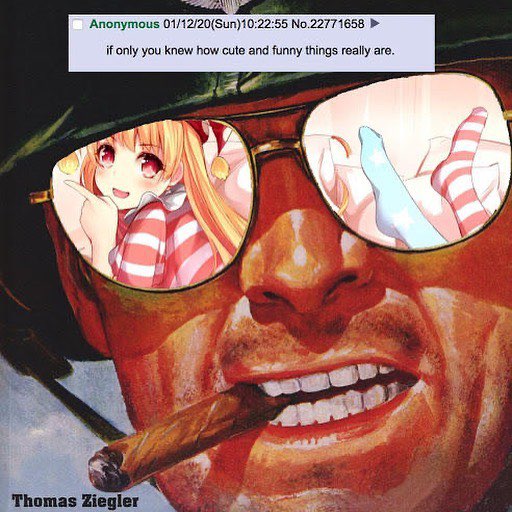 Anonymous 01/12/20(Sun)10:22:55 No.22771658
if only you knew how cute and funny things really are.
Thomas Ziegler